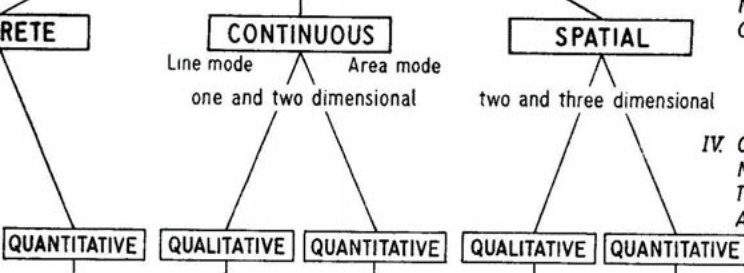 RETE
CONTINUOUS
SPATIAL
Line mode Area mode
one and two dimensional
two and three dimensional
IV.
QUANTITATIVE
QUALITATIVE
QUANTITATIVE
QUALITATIVE
QUANTITATIVE